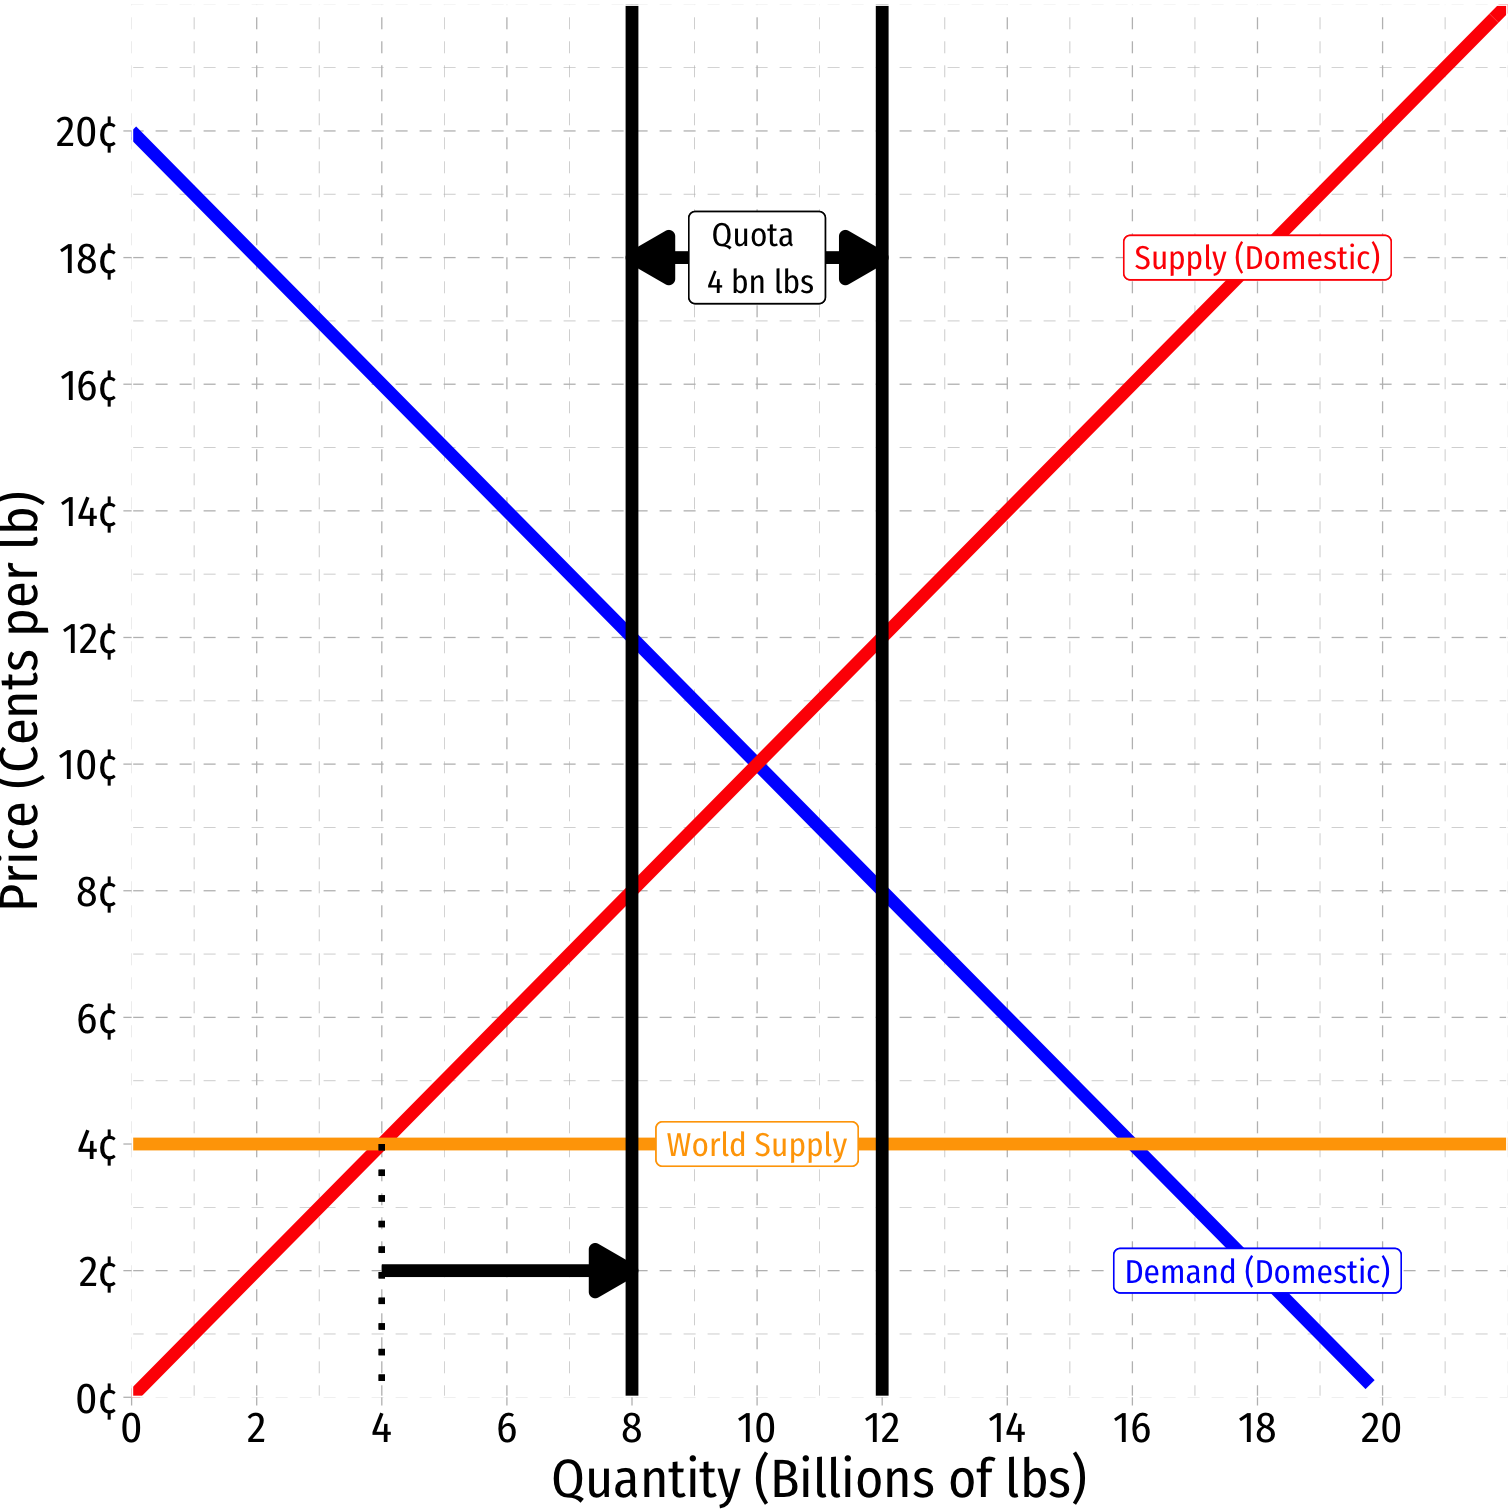 20¢
18¢
16¢
14¢
12¢
10¢
8¢
6¢
4¢
2¢
0¢
Price (Cents per lb)
Quota
4 bn lbs
Supply (Domestic)
World Supply
Demand (Domestic)
0 2 4 6 8 10 12 14 16 18 20
Quantity (Billions of lbs)